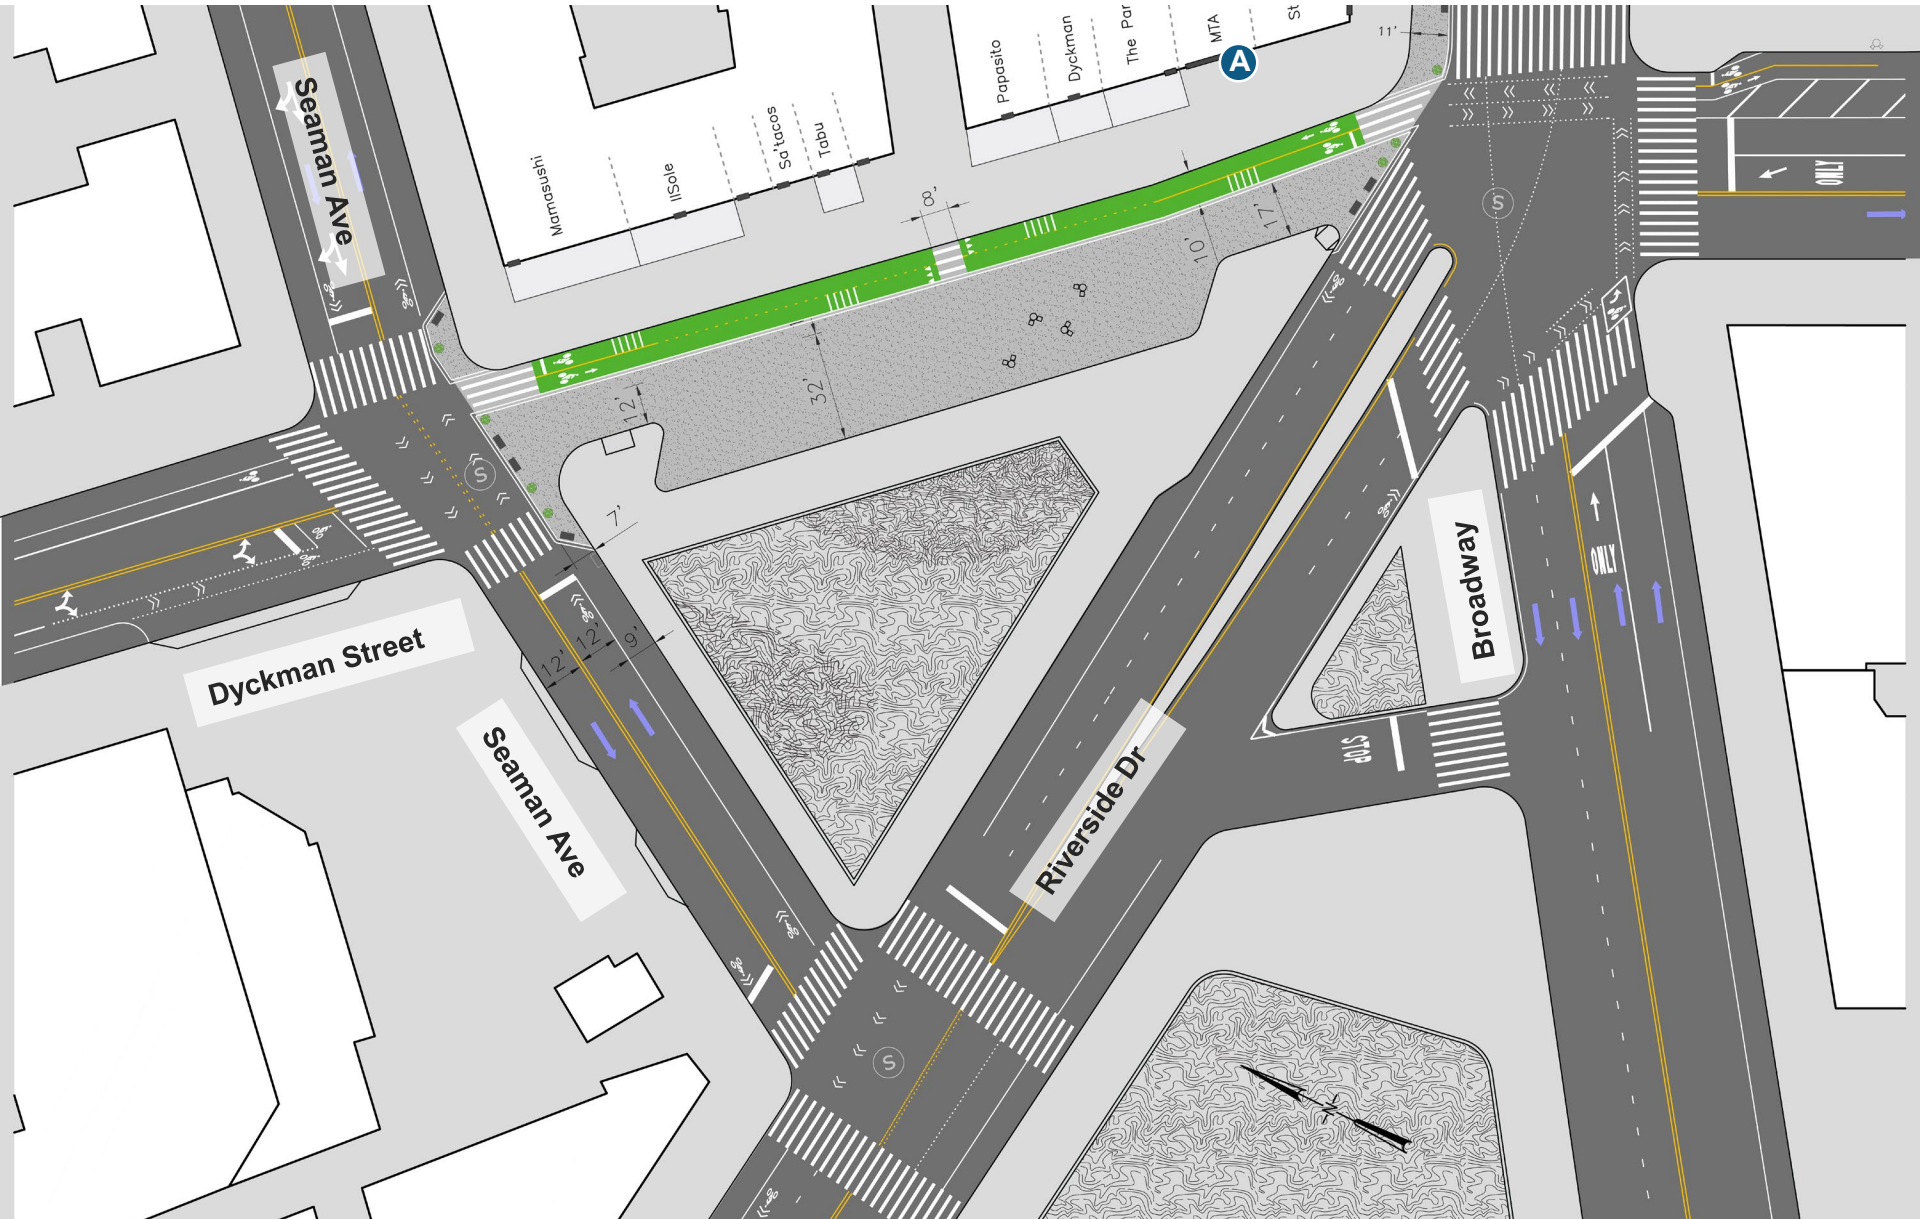 Seaman Ave
Mamasushi
IlSole
Sa'tacos
Tabu
Papasito
Dyckman
The Par
MTA
St
A
11'
8'
10'
17'
12'
32'
7'
S
S
ONLY
Dyckman Street
Seaman Ave
12'
12'
9'
Broadway
ONLY
STOP
Riverside Dr
S
N